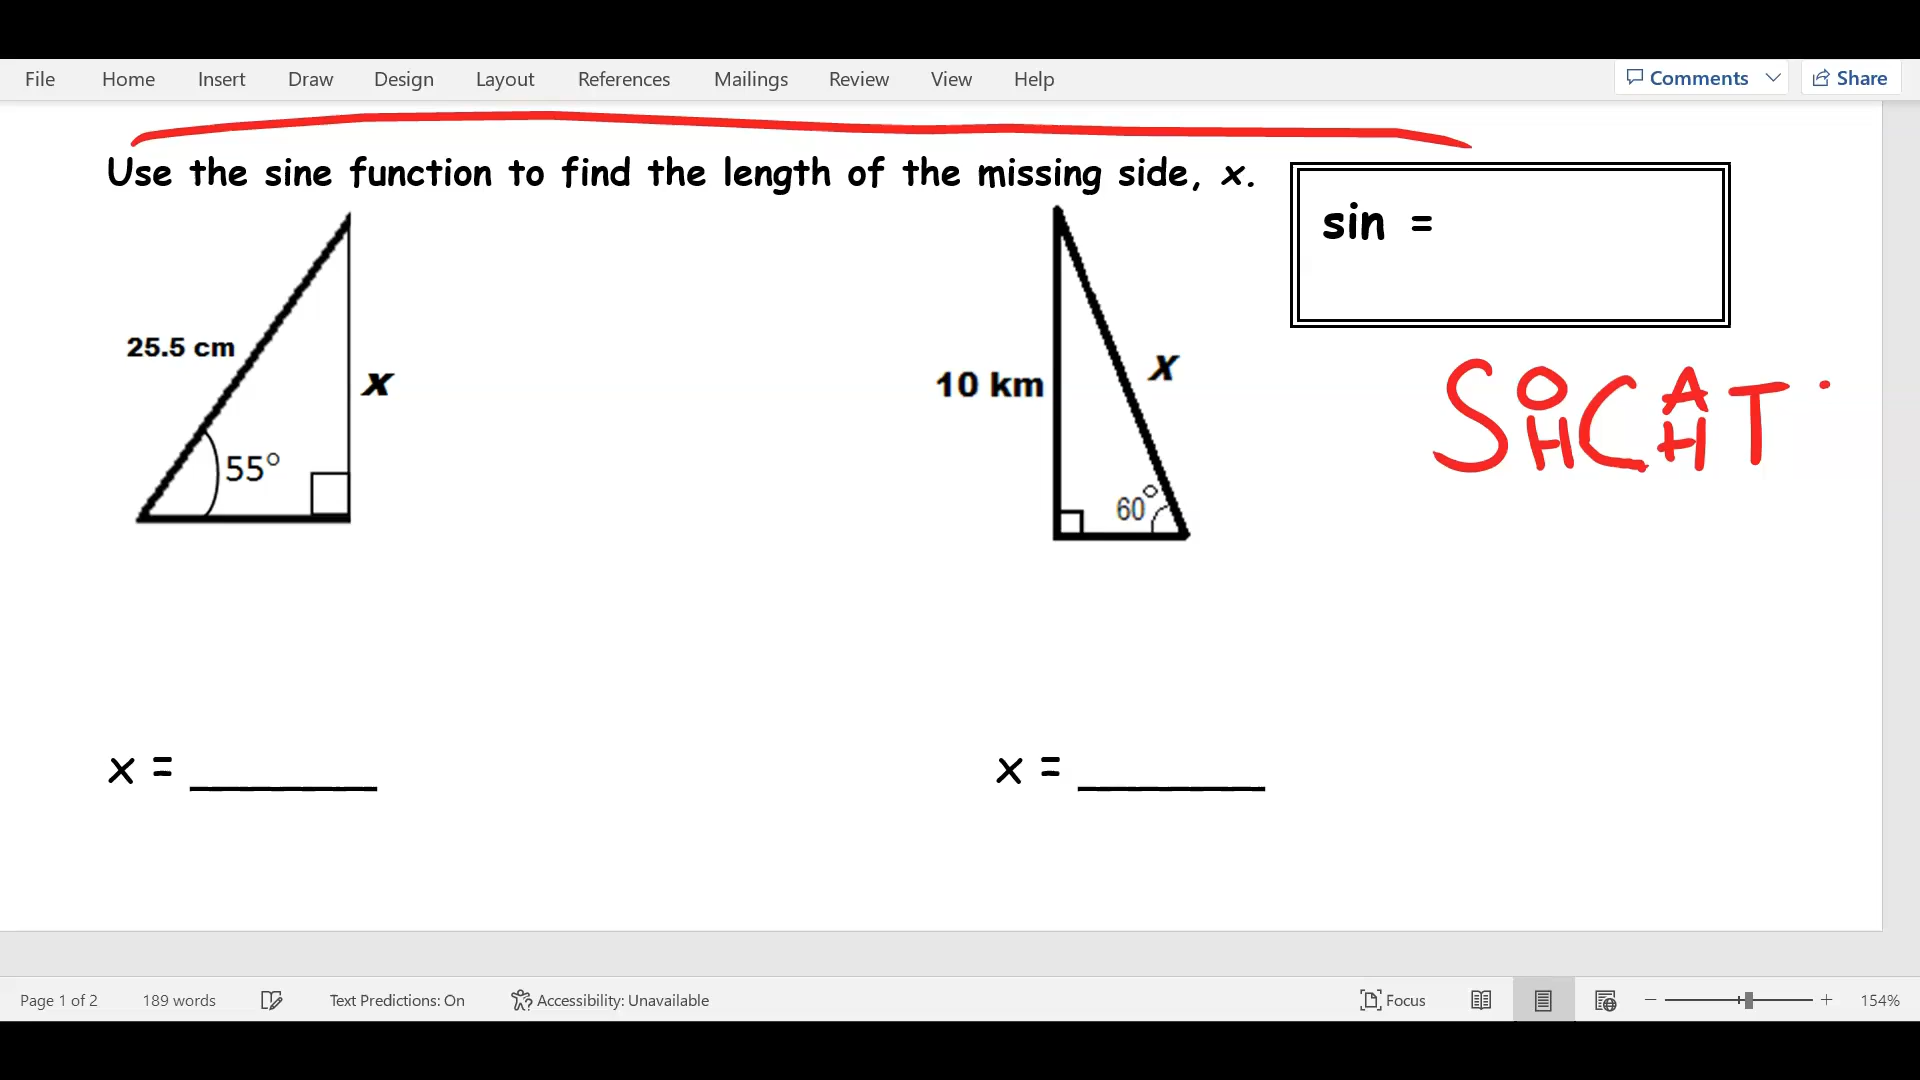 File Home Insert Draw Design Layout References Mailings Review View Help Comments Share
Use the sine function to find the length of the missing side, x.
sin =
25.5 cm
x
55°
10 km
x
60°
S O H C A H T
x = ________
x = ________
Page 1 of 2 189 words Text Predictions: On Accessibility: Unavailable Focus 154%